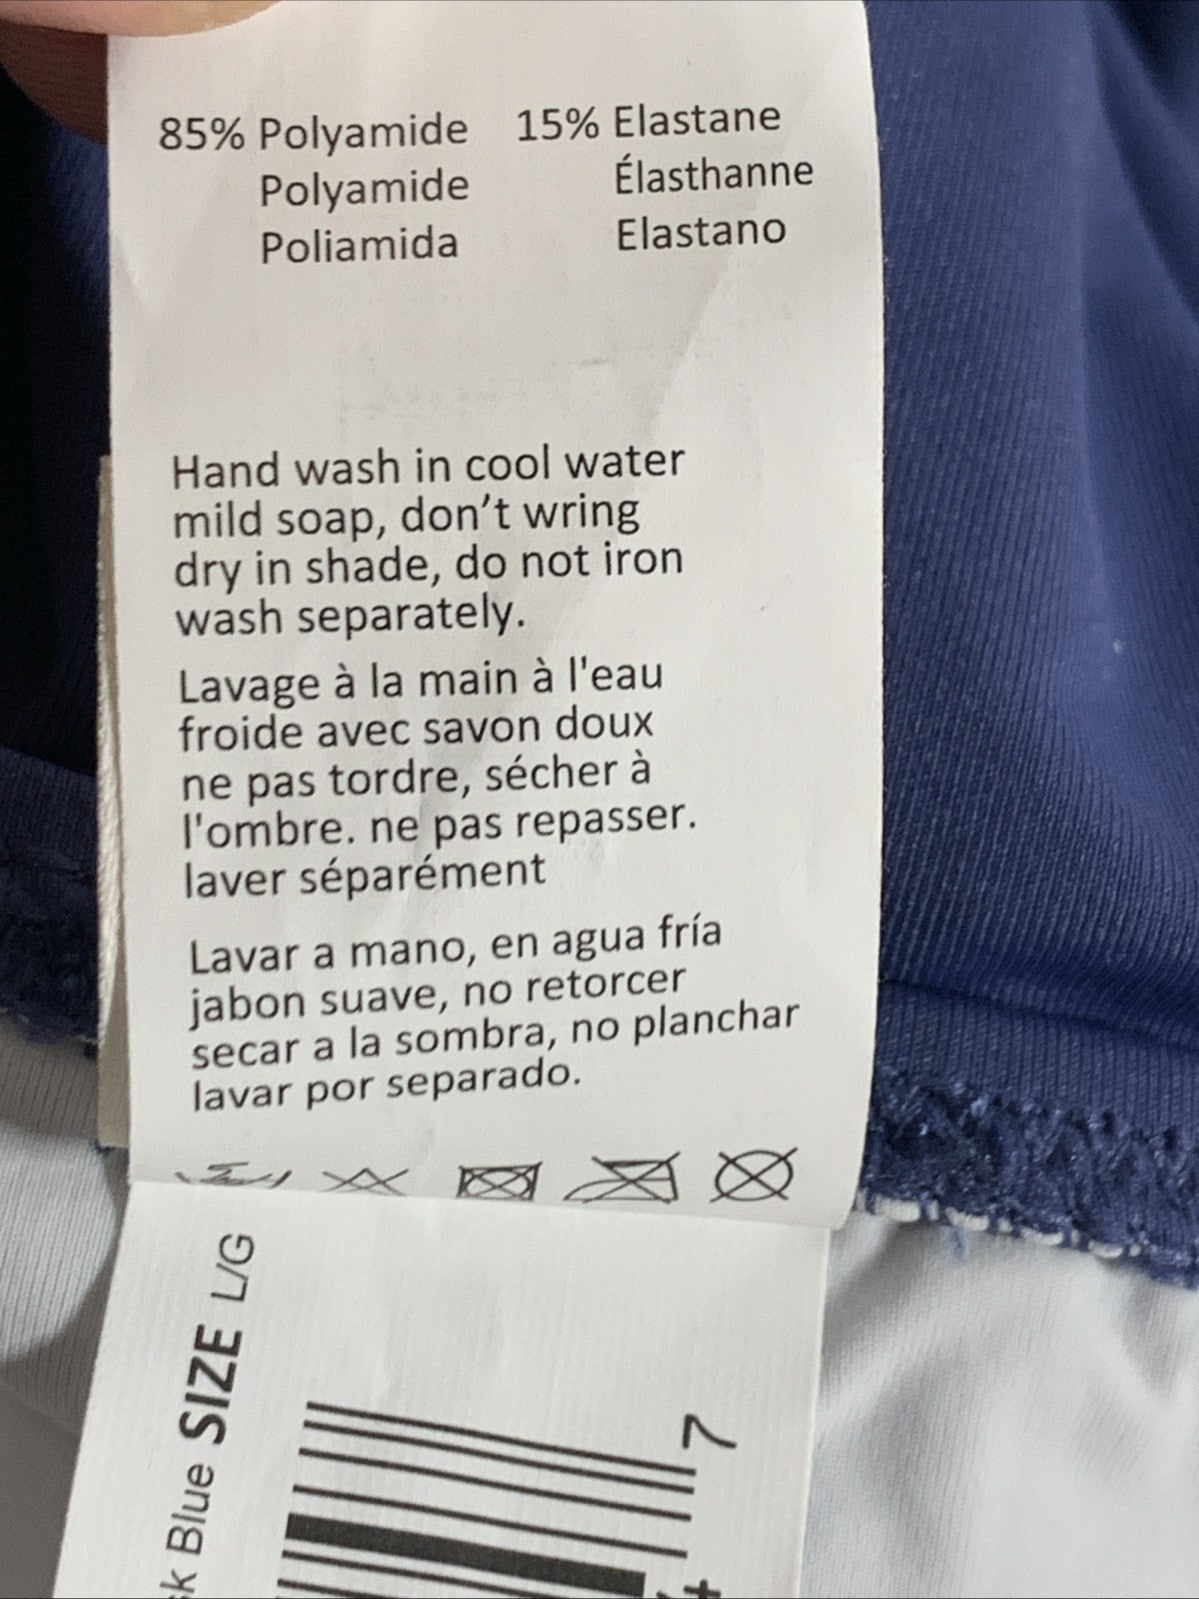 85% Polyamide 15% Elastane
Polyamide Élasthanne
Poliamida Elastano
Hand wash in cool water
mild soap, don't wring
dry in shade, do not iron
wash separately.
Lavage à la main à l'eau
froide avec savon doux
ne pas tordre, sécher à
l'ombre. ne pas repasser.
laver séparément
Lavar a mano, en agua fría
jabon suave, no retorcer
secar a la sombra, no planchar
lavar por separado.
Blue SIZE L/G
7